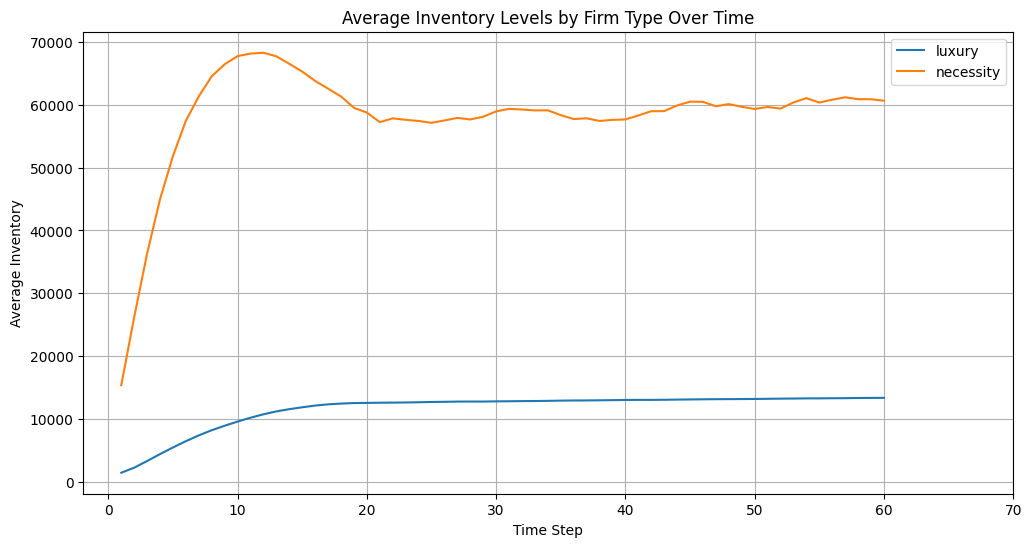 Average Inventory Levels by Firm Type Over Time
luxury
necessity
Average Inventory
70000
60000
50000
40000
30000
20000
10000
0
0 10 20 30 40 50 60 70
Time Step